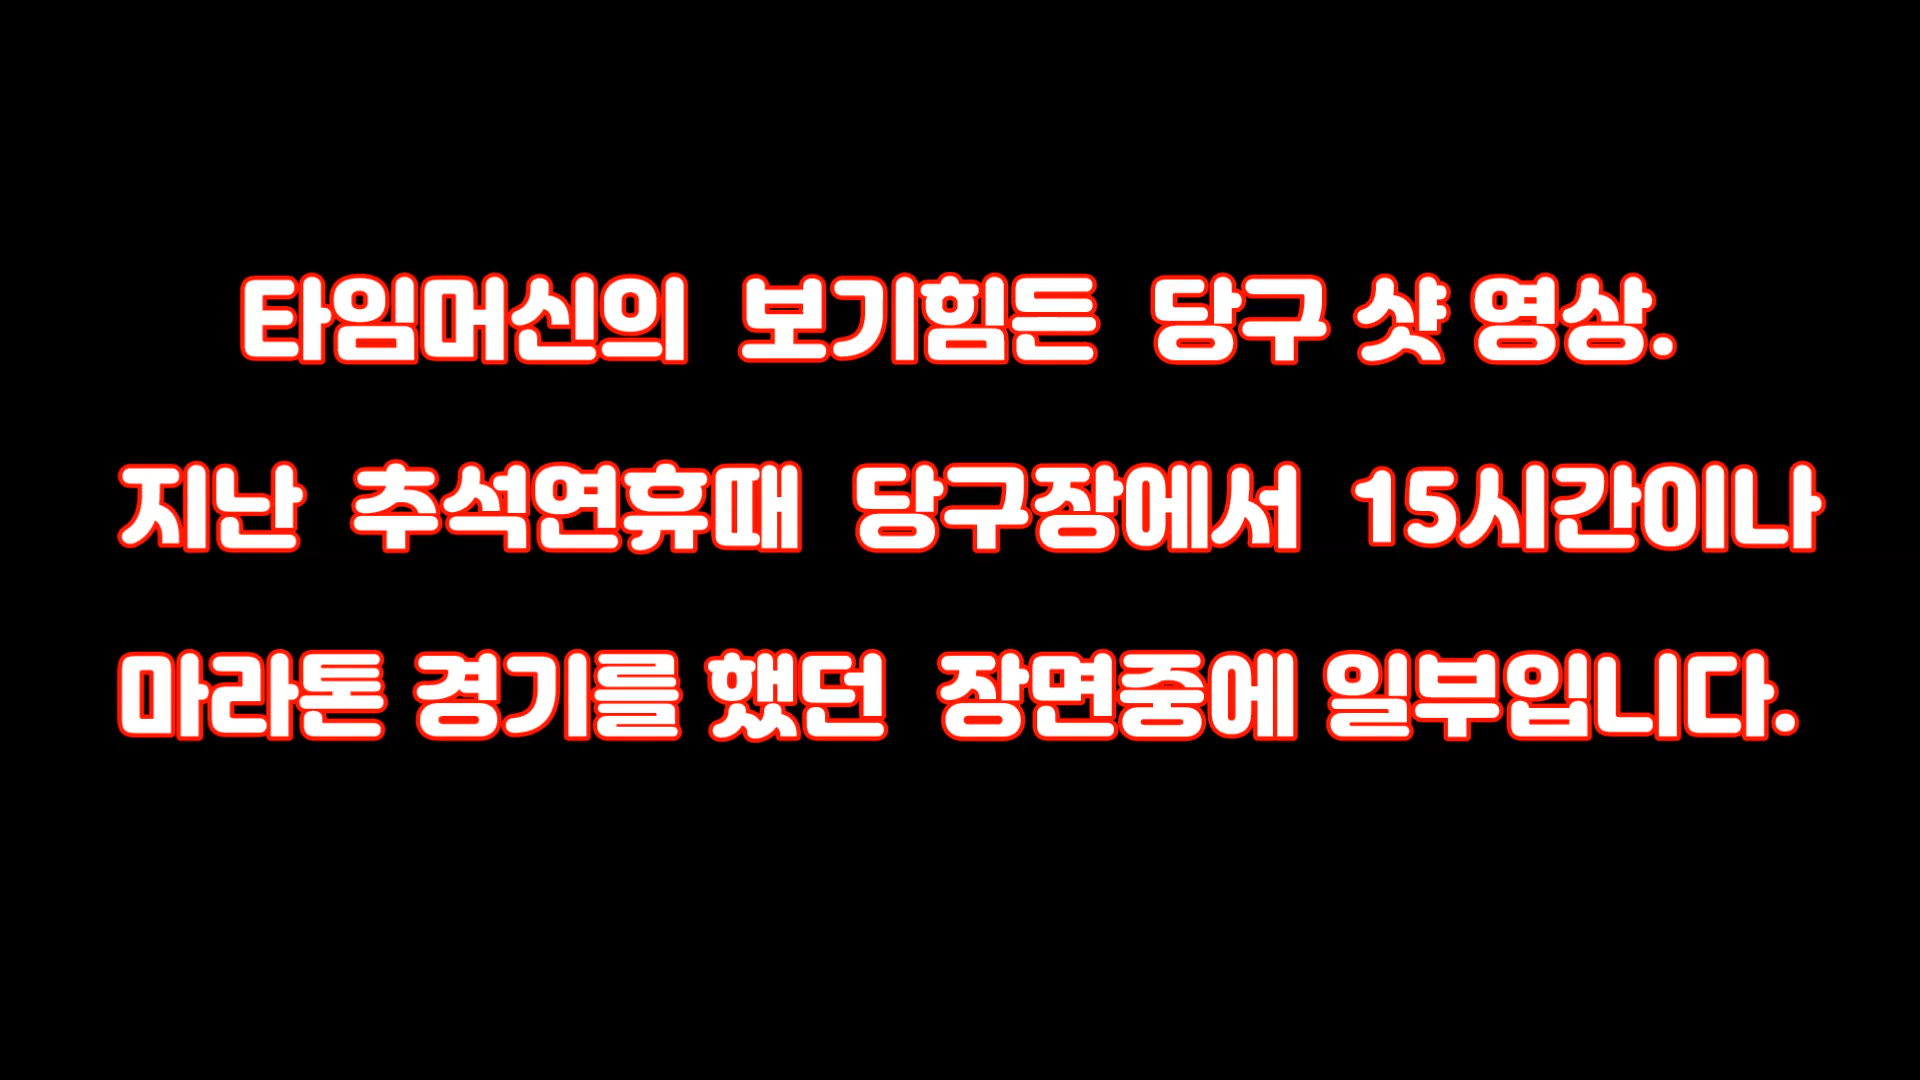 타임머신의 보기힘든 당구 샷 영상.
지난 추석연휴때 당구장에서 15시간이나
마라톤 경기를 했던 장면중에 일부입니다.